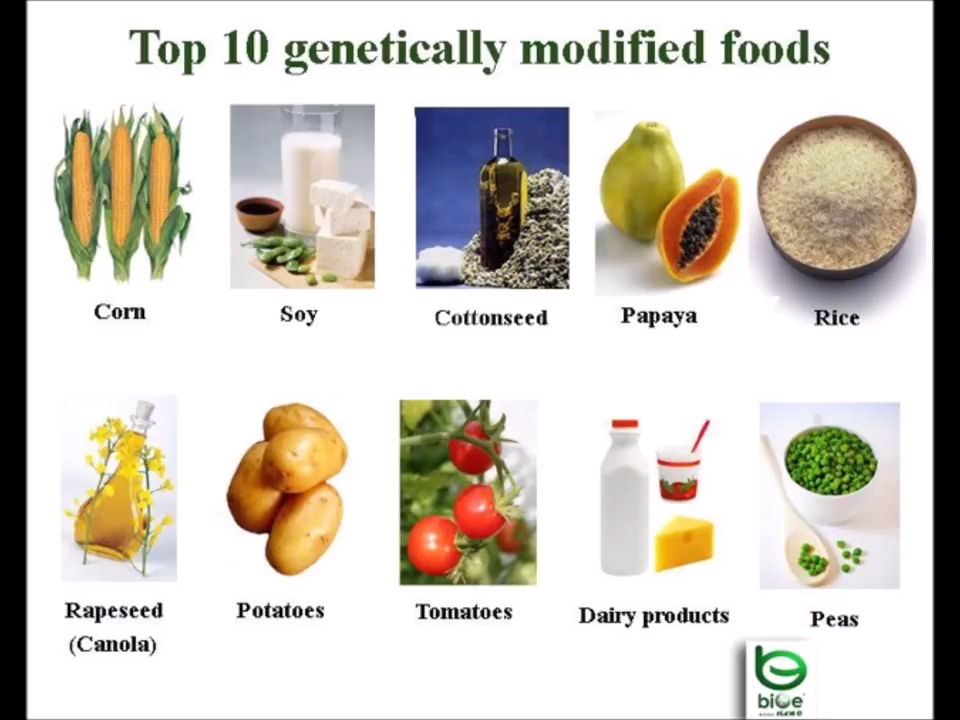 Top 10 genetically modified foods
Corn
Soy
Cottonseed
Papaya
Rice
Rapeseed
(Canola)
Potatoes
Tomatoes
Dairy products
Peas
bioe